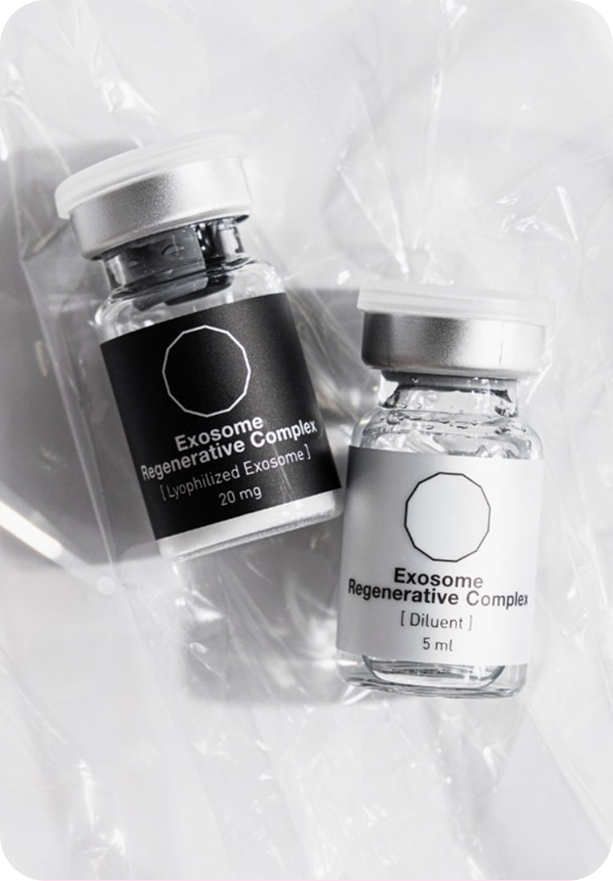 Exosome
Regenerative Complex
[ Lyophilized Exosome ]
20 mg
Exosome
Regenerative Complex
[ Diluent ]
5 ml